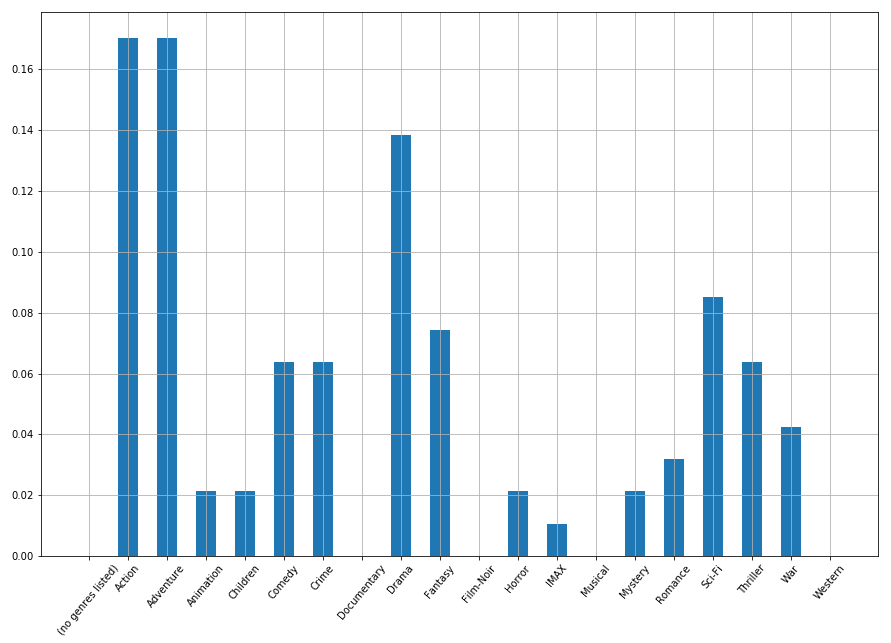 0.16
0.14
0.12
0.10
0.08
0.06
0.04
0.02
0.00
(no genres listed)
Action
Adventure
Animation
Children
Comedy
Crime
Documentary
Drama
Fantasy
Film-Noir
Horror
IMAX
Musical
Mystery
Romance
Sci-Fi
Thriller
War
Western